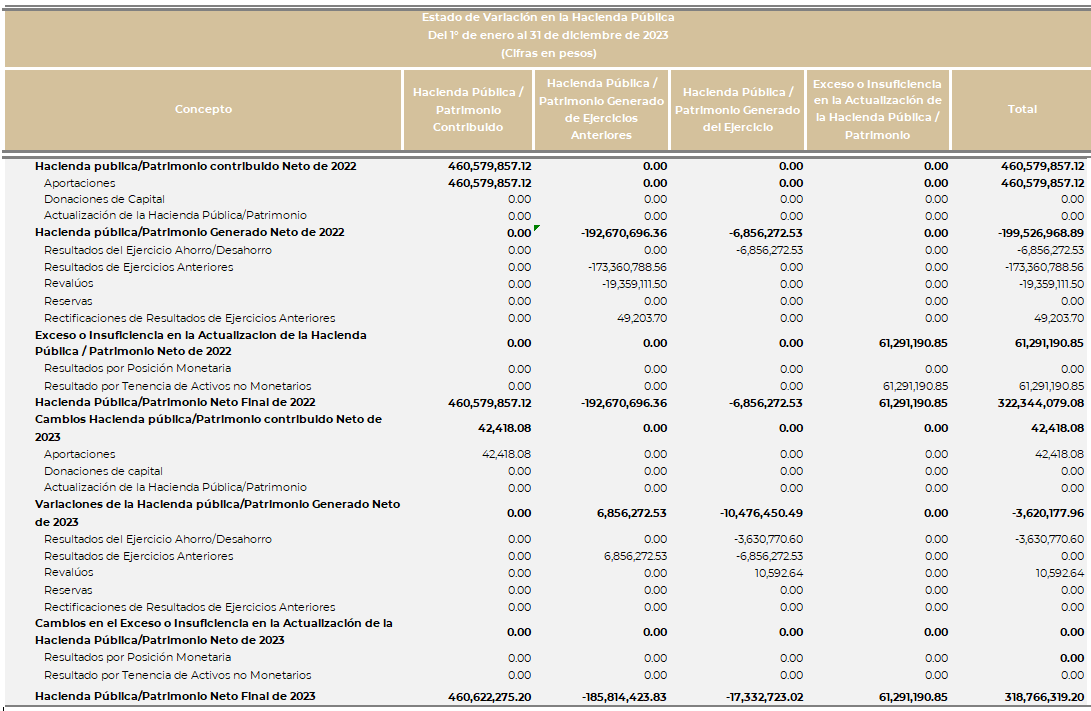 Estado de Variación en la Hacienda Pública
Del 1° de enero al 31 de diciembre de 2023
(Cifras en pesos)
Concepto
Hacienda Pública /
Patrimonio
Contribuido
Hacienda Pública /
Patrimonio Generado
de Ejercicios
Anteriores
Hacienda Pública /
Patrimonio Generado
del Ejercicio
Exceso o Insuficiencia
en la Actualización de
la Hacienda Pública /
Patrimonio
Total
Hacienda publica/Patrimonio contribuido Neto de 2022 460,579,857.12 0.00 0.00 0.00 460,579,857.12
Aportaciones 460,579,857.12 0.00 0.00 0.00 460,579,857.12
Donaciones de Capital 0.00 0.00 0.00 0.00 0.00
Actualización de la Hacienda Pública/Patrimonio 0.00 0.00 0.00 0.00 0.00
Hacienda pública/Patrimonio Generado Neto de 2022 0.00 -192,670,696.36 -6,856,272.53 0.00 -199,526,968.89
Resultados del Ejercicio Ahorro/Desahorro 0.00 0.00 -6,856,272.53 0.00 -6,856,272.53
Resultados de Ejercicios Anteriores 0.00 -173,360,788.56 0.00 0.00 -173,360,788.56
Revalúos 0.00 -19,359,111.50 0.00 0.00 -19,359,111.50
Reservas 0.00 0.00 0.00 0.00 0.00
Rectificaciones de Resultados de Ejercicios Anteriores 0.00 49,203.70 0.00 0.00 49,203.70
Exceso o Insuficiencia en la Actualizacion de la Hacienda
Pública / Patrimonio Neto de 2022 0.00 0.00 0.00 61,291,190.85 61,291,190.85
Resultados por Posición Monetaria 0.00 0.00 0.00 0.00 0.00
Resultado por Tenencia de Activos no Monetarios 0.00 0.00 0.00 61,291,190.85 61,291,190.85
Hacienda Pública/Patrimonio Neto Final de 2022 460,579,857.12 -192,670,696.36 -6,856,272.53 61,291,190.85 322,344,079.08
Cambios Hacienda pública/Patrimonio contribuido Neto de
2023 42,418.08 0.00 0.00 0.00 42,418.08
Aportaciones 42,418.08 0.00 0.00 0.00 42,418.08
Donaciones de capital 0.00 0.00 0.00 0.00 0.00
Actualización de la Hacienda Pública/Patrimonio 0.00 0.00 0.00 0.00 0.00
Variaciones de la Hacienda pública/Patrimonio Generado Neto
de 2023 0.00 6,856,272.53 -10,476,450.49 0.00 -3,620,177.96
Resultados del Ejercicio Ahorro/Desahorro 0.00 0.00 -3,630,770.60 0.00 -3,630,770.60
Resultados de Ejercicios Anteriores 0.00 6,856,272.53 -6,856,272.53 0.00 0.00
Revalúos 0.00 0.00 10,592.64 0.00 10,592.64
Reservas 0.00 0.00 0.00 0.00 0.00
Rectificaciones de Resultados de Ejercicios Anteriores 0.00 0.00 0.00 0.00 0.00
Cambios en el Exceso o Insuficiencia en la Actualización de la
Hacienda Pública/Patrimonio Neto de 2023 0.00 0.00 0.00 0.00 0.00
Resultados por Posición Monetaria 0.00 0.00 0.00 0.00 0.00
Resultado por Tenencia de Activos no Monetarios 0.00 0.00 0.00 0.00 0.00
Hacienda Pública/Patrimonio Neto Final de 2023 460,622,275.20 -185,814,423.83 -17,332,723.02 61,291,190.85 318,766,319.20